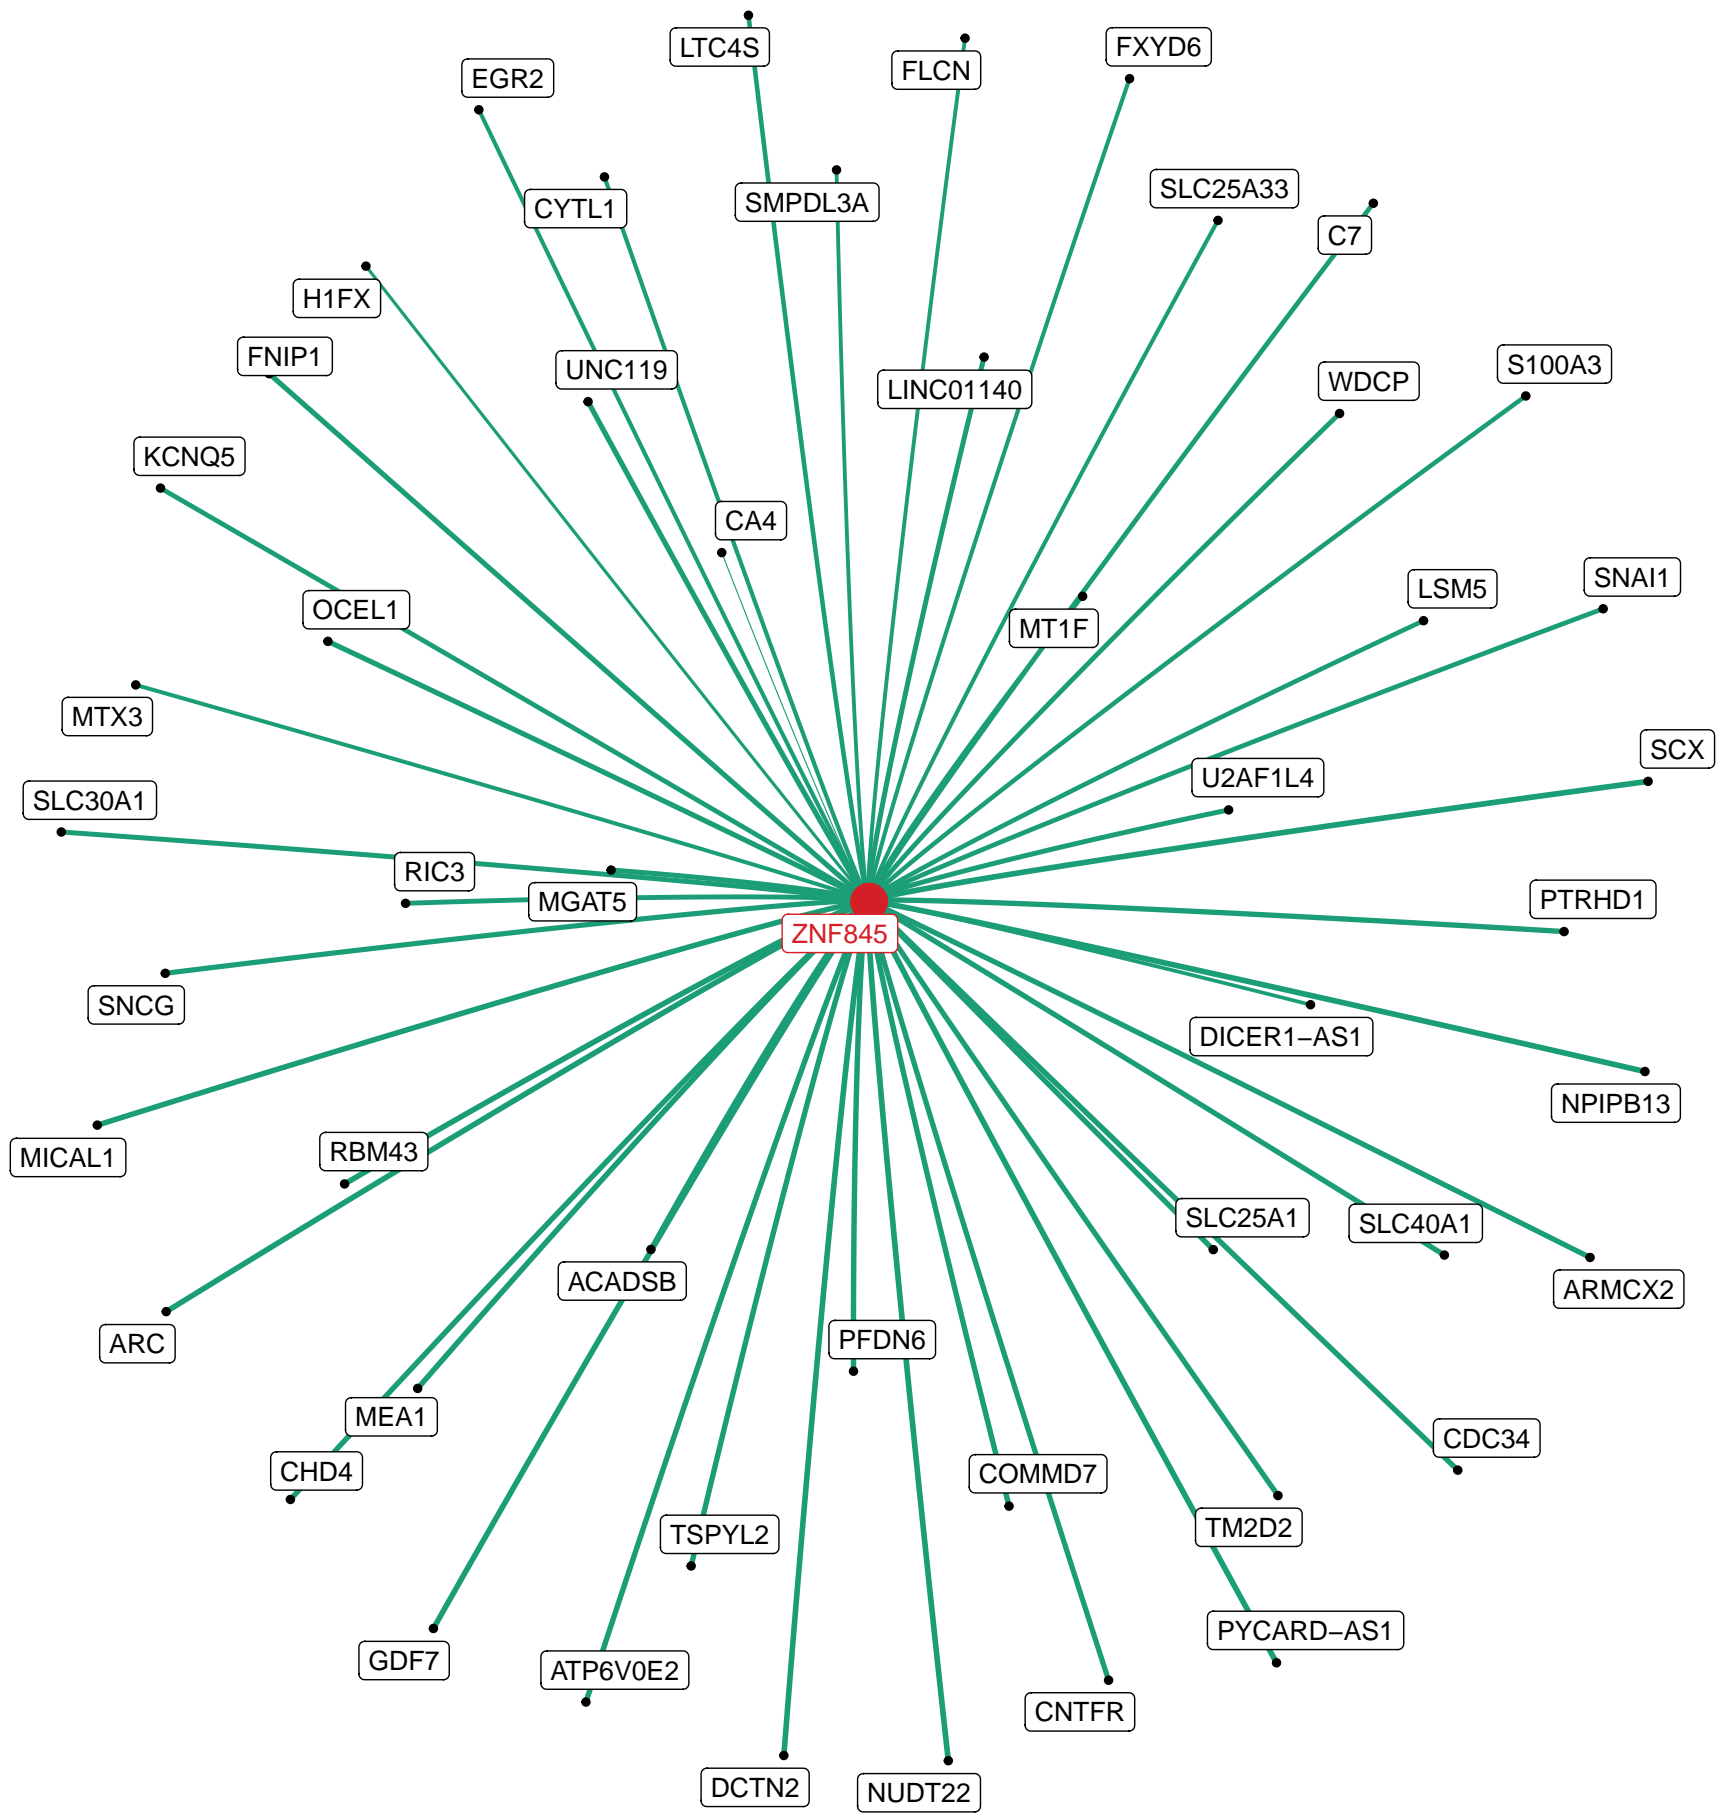 LTC4S
FXYD6
FLCN
EGR2
SLC25A33
SMPDL3A
CYTL1
C7
H1FX
FNIP1
S100A3
UNC119
WDCP
LINC01140
KCNQ5
CA4
SNAI1
LSM5
OCEL1
MT1F
MTX3
SCX
U2AF1L4
SLC30A1
RIC3
PTRHD1
MGAT5
ZNF845
SNCG
DICER1−AS1
NPIPB13
RBM43
MICAL1
SLC25A1
SLC40A1
ACADSB
ARMCX2
PFDN6
ARC
MEA1
CDC34
CHD4
COMMD7
TM2D2
TSPYL2
PYCARD−AS1
GDF7
ATP6V0E2
CNTFR
DCTN2
NUDT22